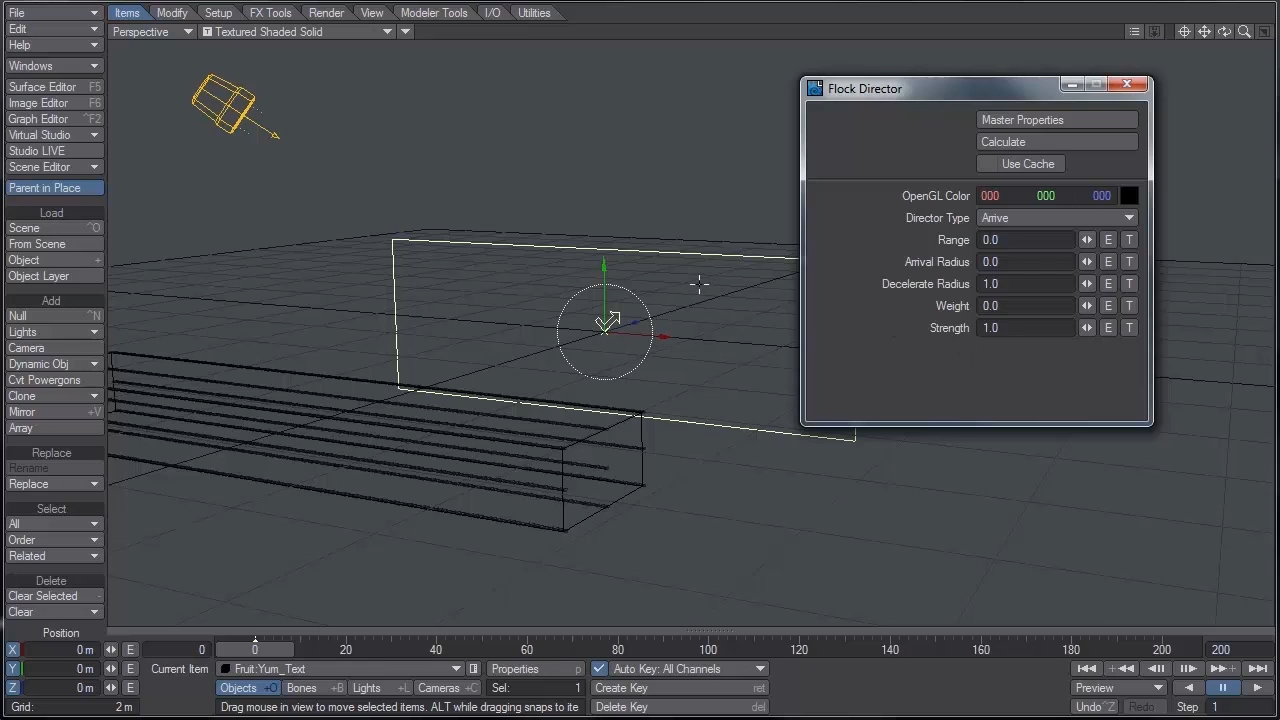 File
Edit
Help
Windows
Surface Editor F5
Image Editor F6
Graph Editor ^F2
Virtual Studio
Studio LIVE
Scene Editor
Parent in Place
Load
Scene ^O
From Scene
Object +
Object Layer
Add
Null ^N
Lights
Camera
Dynamic Obj
Cvt Powergons
Clone
Mirror +V
Array
Replace
Rename
Replace
Select
All
Order
Related
Delete
Clear Selected -
Clear
Items Modify Setup FX Tools Render View Modeler Tools I/O Utilities
Perspective T Textured Shaded Solid
Flock Director
Master Properties
Calculate
Use Cache
OpenGL Color 000 000 000
Director Type Arrive
Range 0.0 E T
Arrival Radius 0.0 E T
Decelerate Radius 1.0 E T
Weight 0.0 E T
Strength 1.0 E T
Position
X 0 m E 0 0 20 40 60 80 100 120 140 160 180 200 200
Y 0 m E Current Item Fruit:Yum_Text Properties p Auto Key: All Channels
Z 0 m E Objects +O Bones +B Lights +L Cameras +C Sel: 1 Create Key ret Preview
Grid: 2 m Drag mouse in view to move selected items. ALT while dragging snaps to ite Delete Key del Undo ^Z Redo Step 1